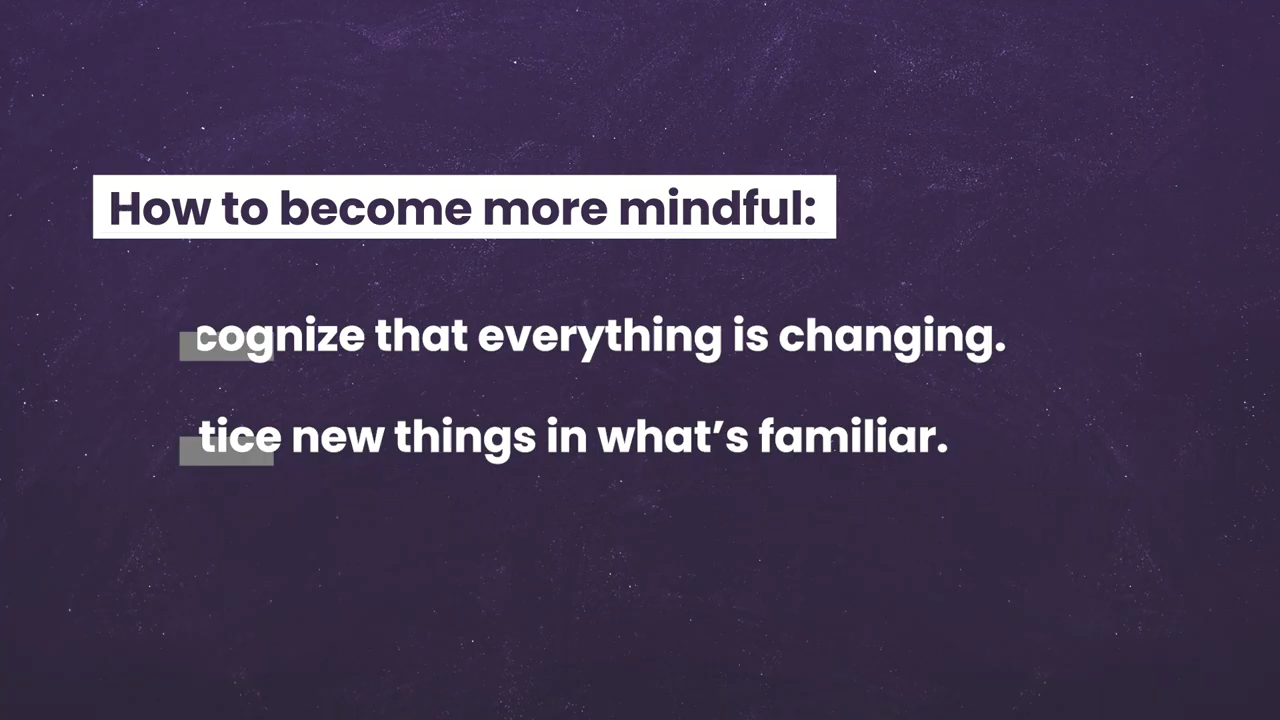 How to become more mindful:
cognize that everything is changing.
tice new things in what’s familiar.